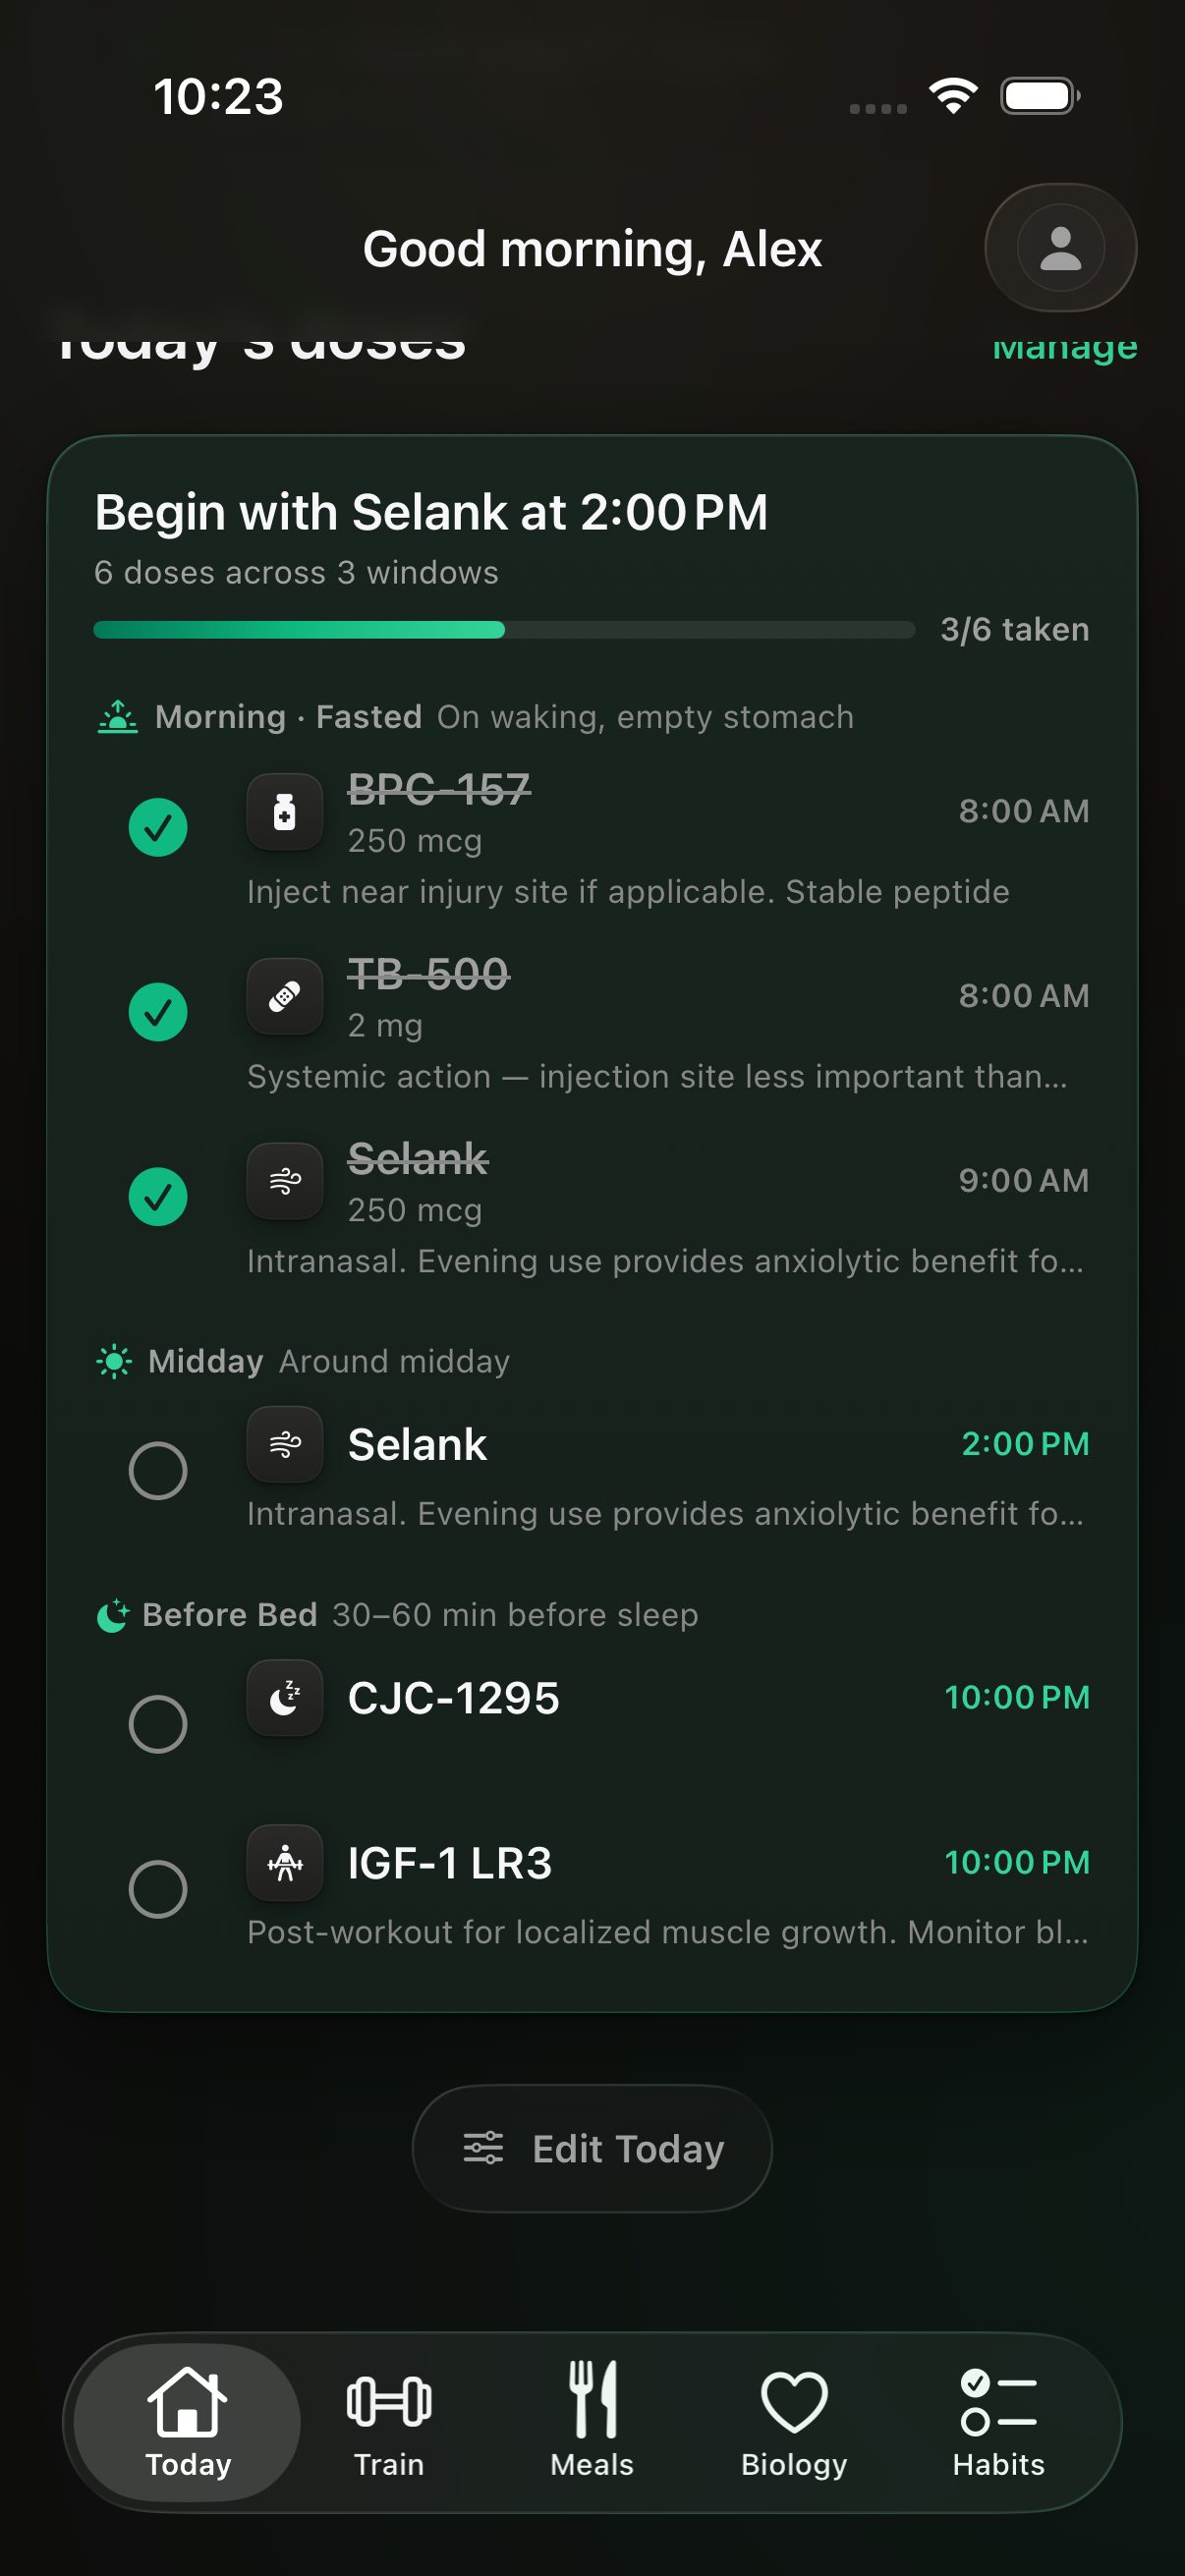 10:23
Good morning, Alex
Today's doses
Manage
Begin with Selank at 2:00 PM
6 doses across 3 windows
3/6 taken
Morning · Fasted On waking, empty stomach
BPC-157
8:00 AM
250 mcg
Inject near injury site if applicable. Stable peptide
TB-500
8:00 AM
2 mg
Systemic action — injection site less important than...
Selank
9:00 AM
250 mcg
Intranasal. Evening use provides anxiolytic benefit fo...
Midday Around midday
Selank
2:00 PM
Intranasal. Evening use provides anxiolytic benefit fo...
Before Bed 30–60 min before sleep
CJC-1295
10:00 PM
IGF-1 LR3
10:00 PM
Post-workout for localized muscle growth. Monitor bl...
Edit Today
Today
Train
Meals
Biology
Habits